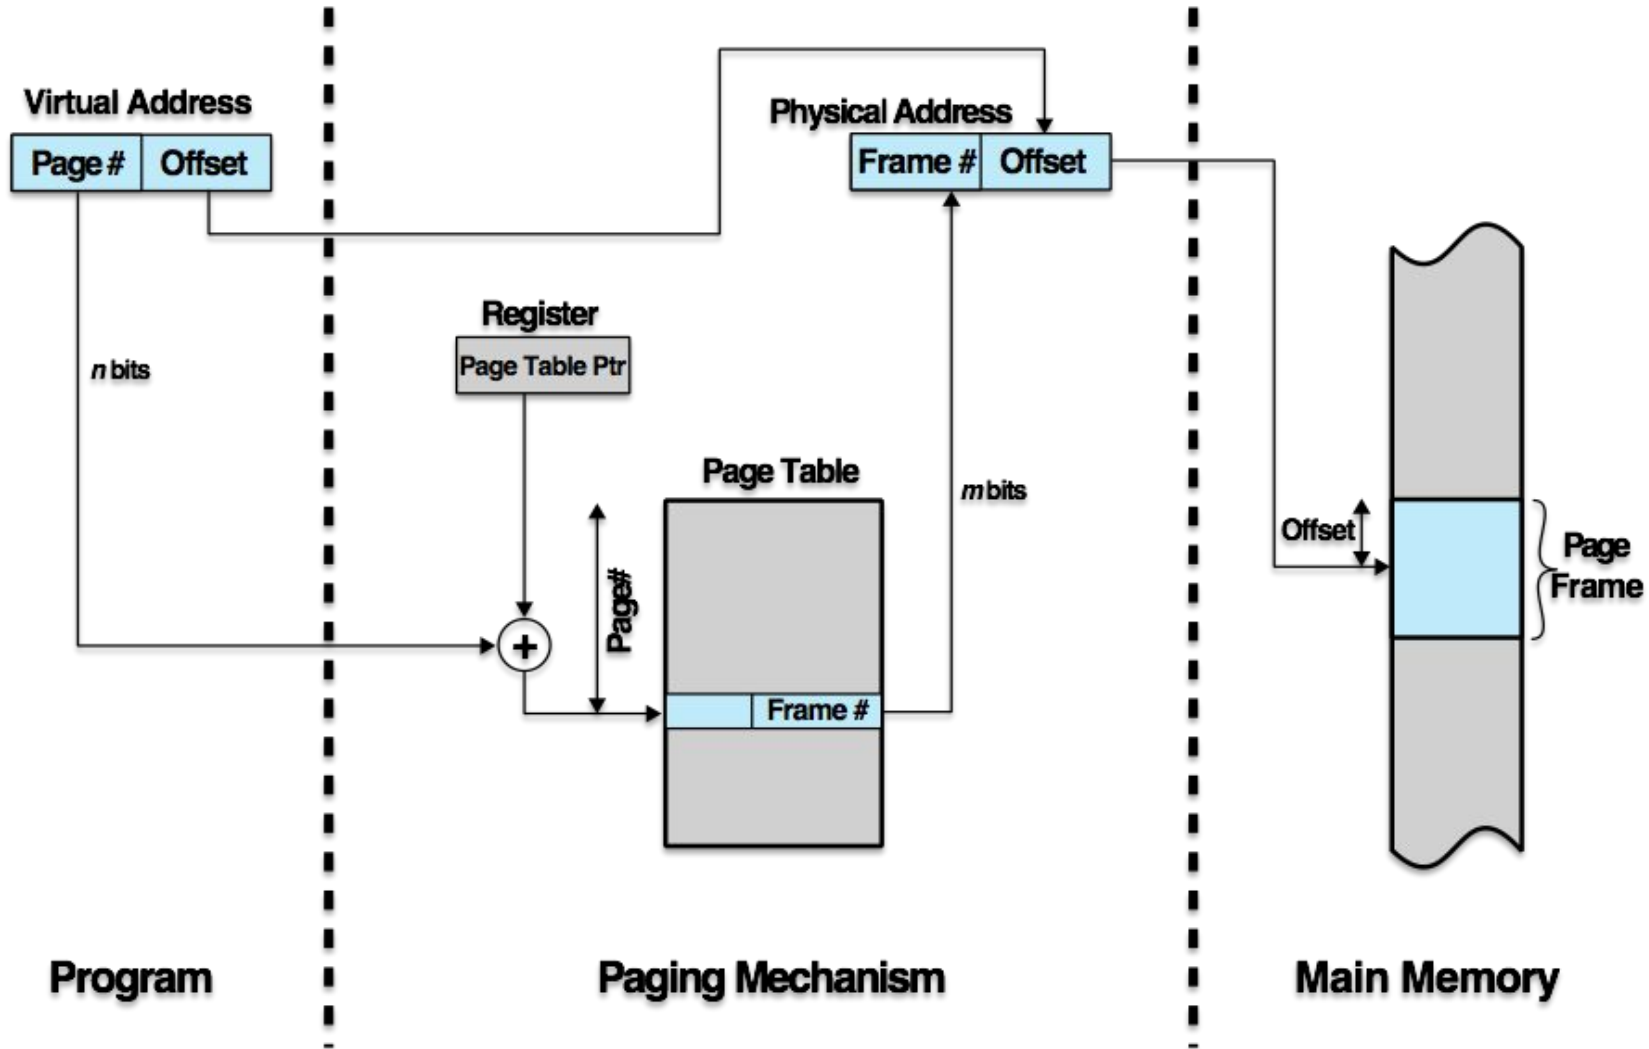 Virtual Address
Page # Offset
Physical Address
Frame # Offset
n bits
Register
Page Table Ptr
Page Table
m bits
Page#
+
Frame #
Offset
Page
Frame
Program
Paging Mechanism
Main Memory